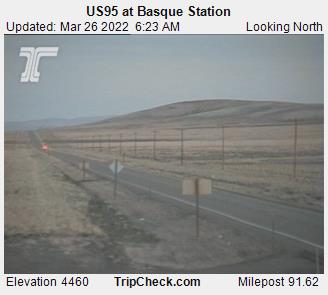 US95 at Basque Station
Updated: Mar 26 2022 6:23 AM Looking North
Elevation 4460 TripCheck.com Milepost 91.62